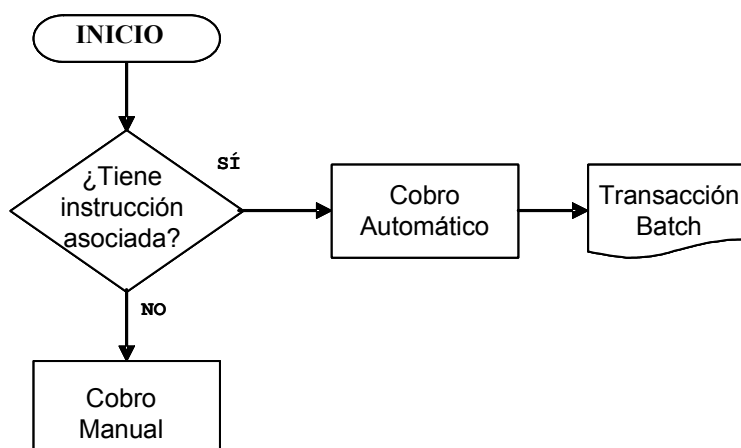 INICIO
¿Tiene
instrucción
asociada?
SÍ
Cobro
Automático
Transacción
Batch
NO
Cobro
Manual